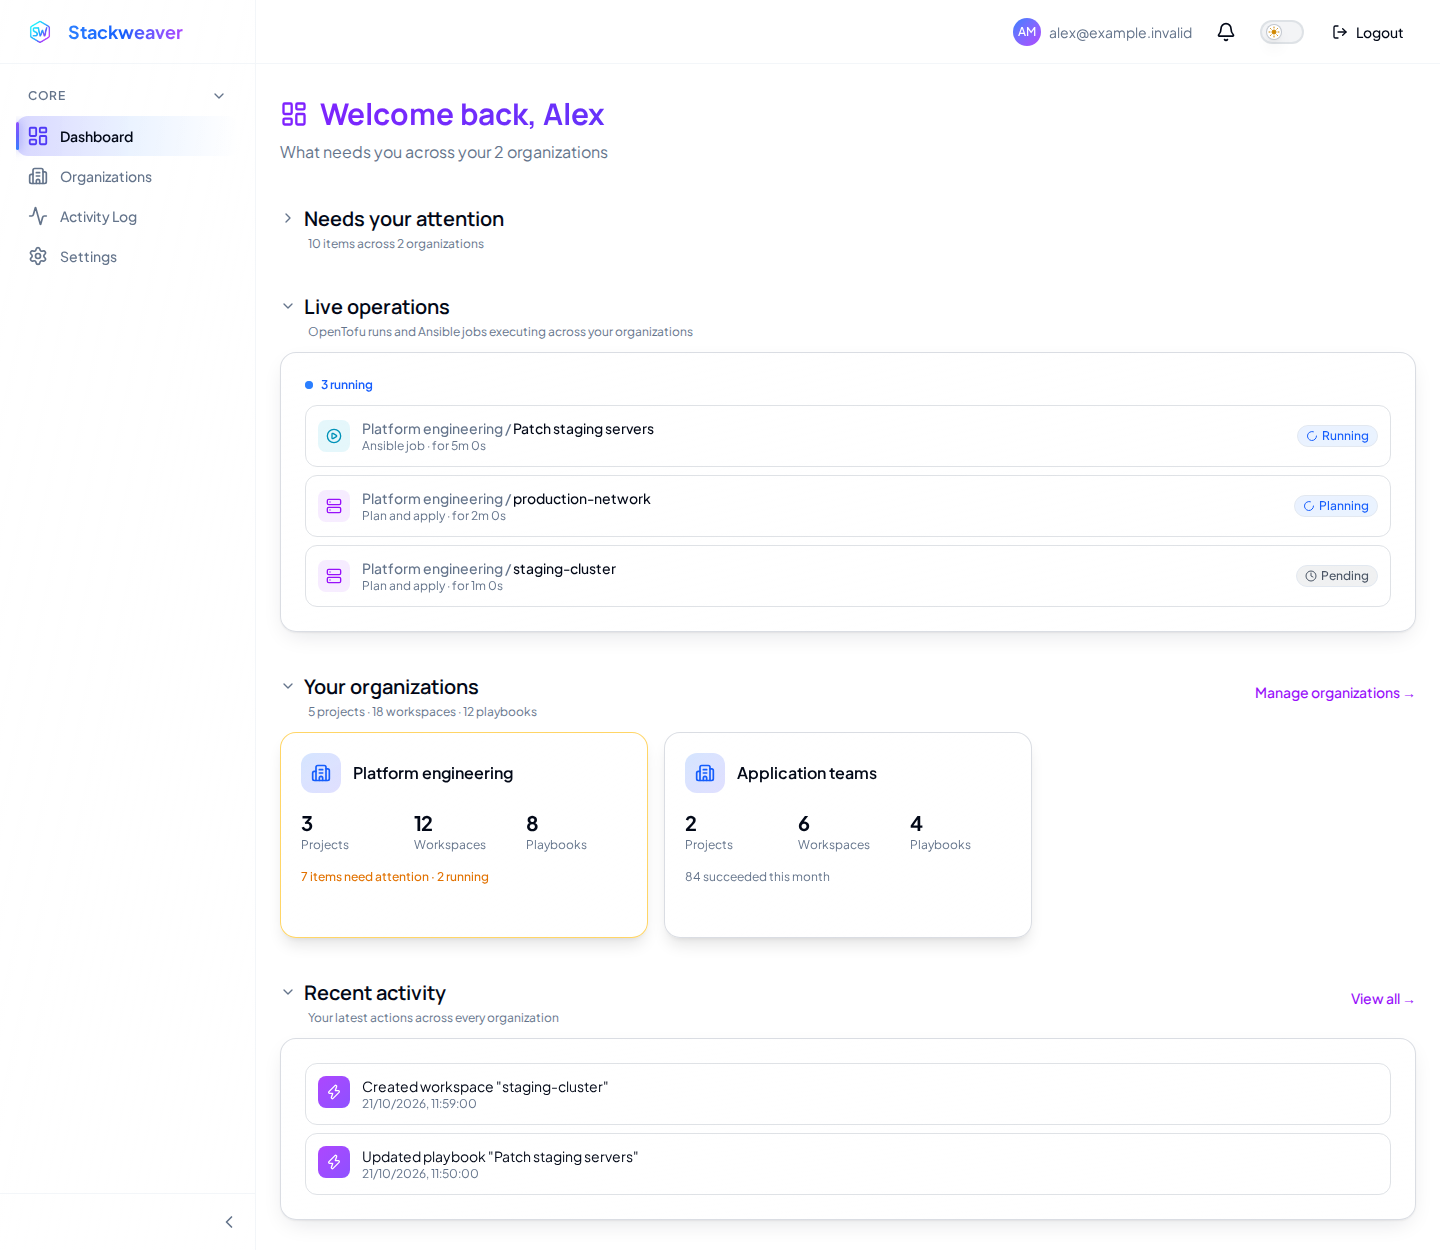 SW
Stackweaver
AM
alex@example.invalid
Logout
CORE
Dashboard
Organizations
Activity Log
Settings
Welcome back, Alex
What needs you across your 2 organizations
Needs your attention
10 items across 2 organizations
Live operations
OpenTofu runs and Ansible jobs executing across your organizations
3 running
Platform engineering / Patch staging servers
Ansible job · for 5m 0s
Running
Platform engineering / production-network
Plan and apply · for 2m 0s
Planning
Platform engineering / staging-cluster
Plan and apply · for 1m 0s
Pending
Your organizations
5 projects · 18 workspaces · 12 playbooks
Manage organizations →
Platform engineering
3
Projects
12
Workspaces
8
Playbooks
7 items need attention · 2 running
Application teams
2
Projects
6
Workspaces
4
Playbooks
84 succeeded this month
Recent activity
Your latest actions across every organization
View all →
Created workspace "staging-cluster"
21/10/2026, 11:59:00
Updated playbook "Patch staging servers"
21/10/2026, 11:50:00